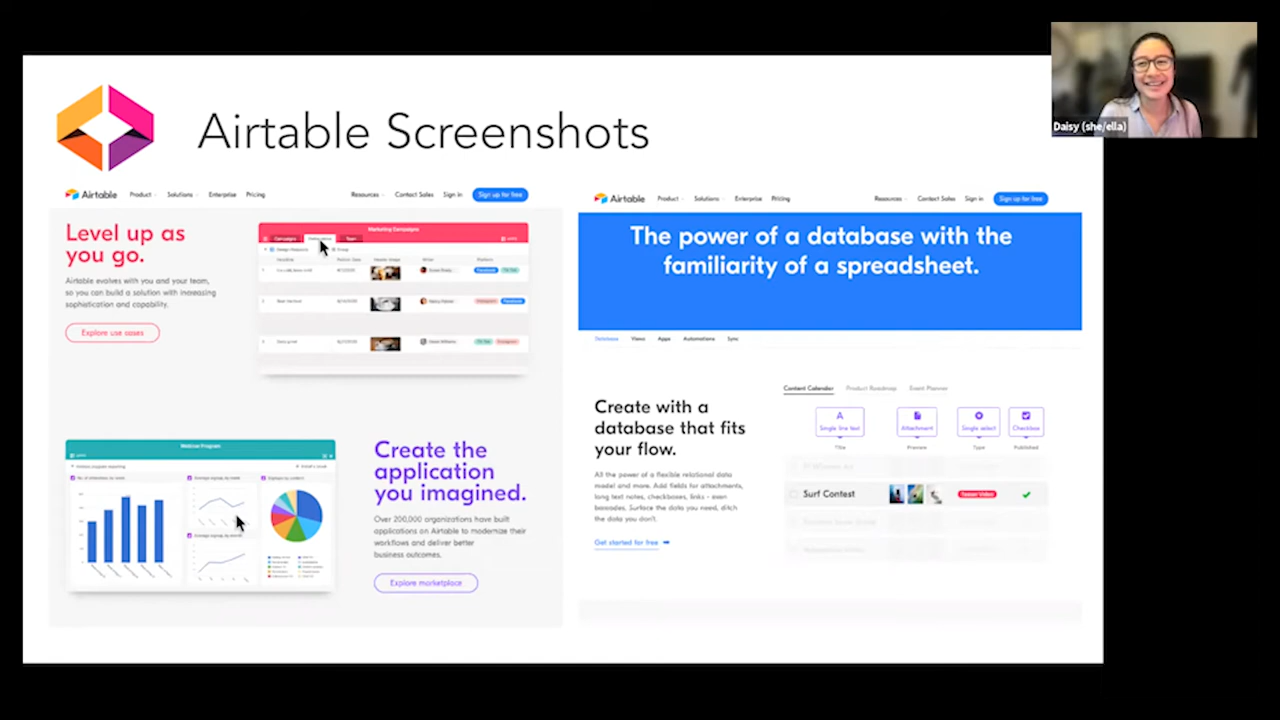 Daisy (she/ella)
Airtable Screenshots
Airtable Product Solutions Enterprise Pricing Resources Contact Sales Sign in Sign up for free
Level up as
you go.
Airtable evolves with you and your team,
so you can build a solution with increasing
sophistication and capability.
Explore use cases
Marketing Campaigns
Campaigns Team
Create the
application
you imagined.
Over 200,000 organizations have built
applications on Airtable to modernize their
workflows and deliver better
business outcomes.
Explore marketplace
Webinar Program
Airtable Product Solutions Enterprise Pricing Resources Contact Sales Sign in Sign up for free
The power of a database with the
familiarity of a spreadsheet.
Database Views Apps Automations Sync
Create with a
database that fits
your flow.
All the power of a flexible relational data
model and more. Add fields for attachments,
long text notes, checkboxes, links - even
barcodes. Surface the data you need, ditch
the data you don't.
Get started for free
Content Calendar Product Roadmap Event Planner
Single line text Attachment Single select Checkbox
Title Preview Type Published
Surf Contest Teaser Video